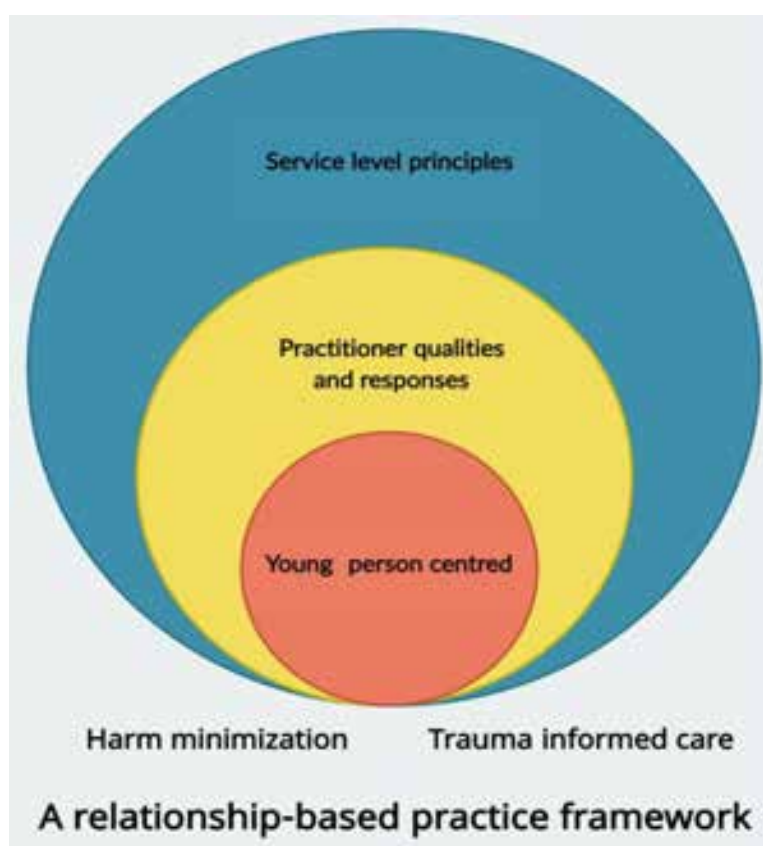 Service level principles
Practitioner qualities
and responses
Young person centred
Harm minimization Trauma informed care
A relationship-based practice framework